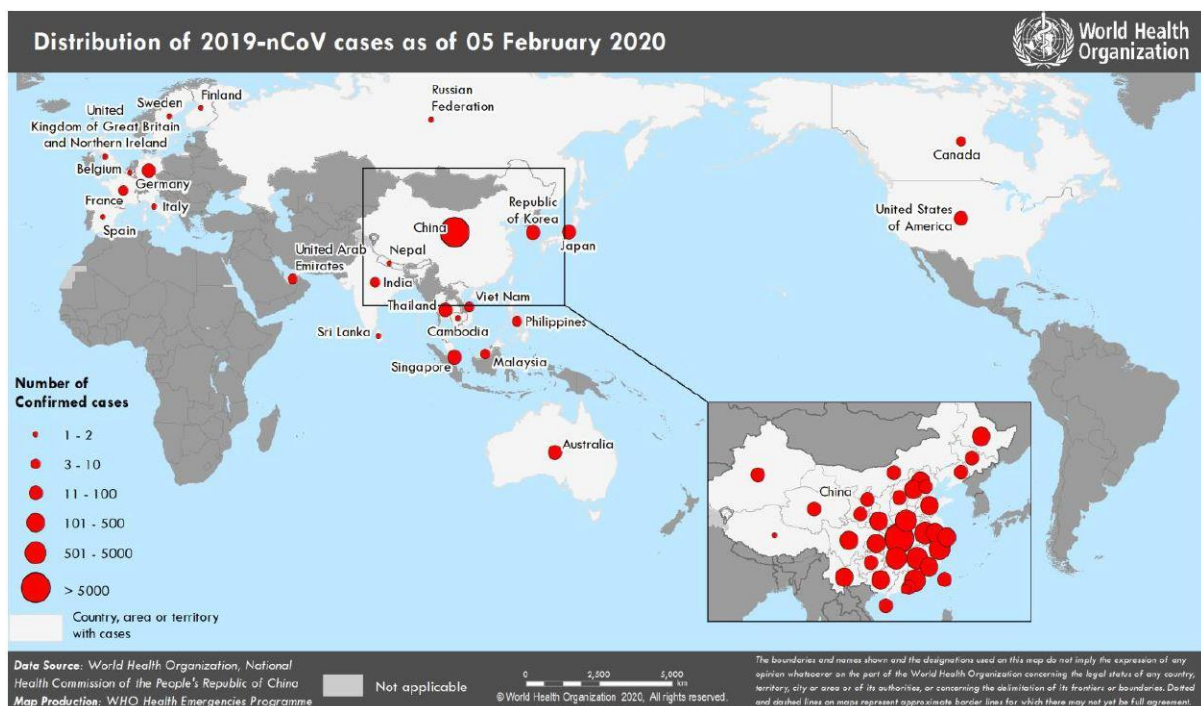 Distribution of 2019-nCoV cases as of 05 February 2020
World Health
Organization
Sweden
Finland
Russian
Federation
United
Kingdom of Great Britain
and Northern Ireland
Belgium
Germany
France
Italy
Spain
Canada
United States
of America
Republic
of Korea
China
Japan
Nepal
United Arab
Emirates
India
Thailand
Viet Nam
Sri Lanka
Cambodia
Philippines
Singapore
Malaysia
Australia
China
Number of
Confirmed cases
1 - 2
3 - 10
11 - 100
101 - 500
501 - 5000
> 5000
Country, area or territory
with cases
Data Source: World Health Organization, National
Health Commission of the People's Republic of China
Map Production: WHO Health Emergencies Programme
Not applicable
0 2,500 5,000
km
© World Health Organization 2020, All rights reserved.
The boundaries and names shown and the designations used on this map do not imply the expression of any
opinion whatsoever on the part of the World Health Organization concerning the legal status of any country,
territory, city or area or of its authorities, or concerning the delimitation of its frontiers or boundaries. Dotted
and dashed lines on maps represent approximate border lines for which there may not yet be full agreement.